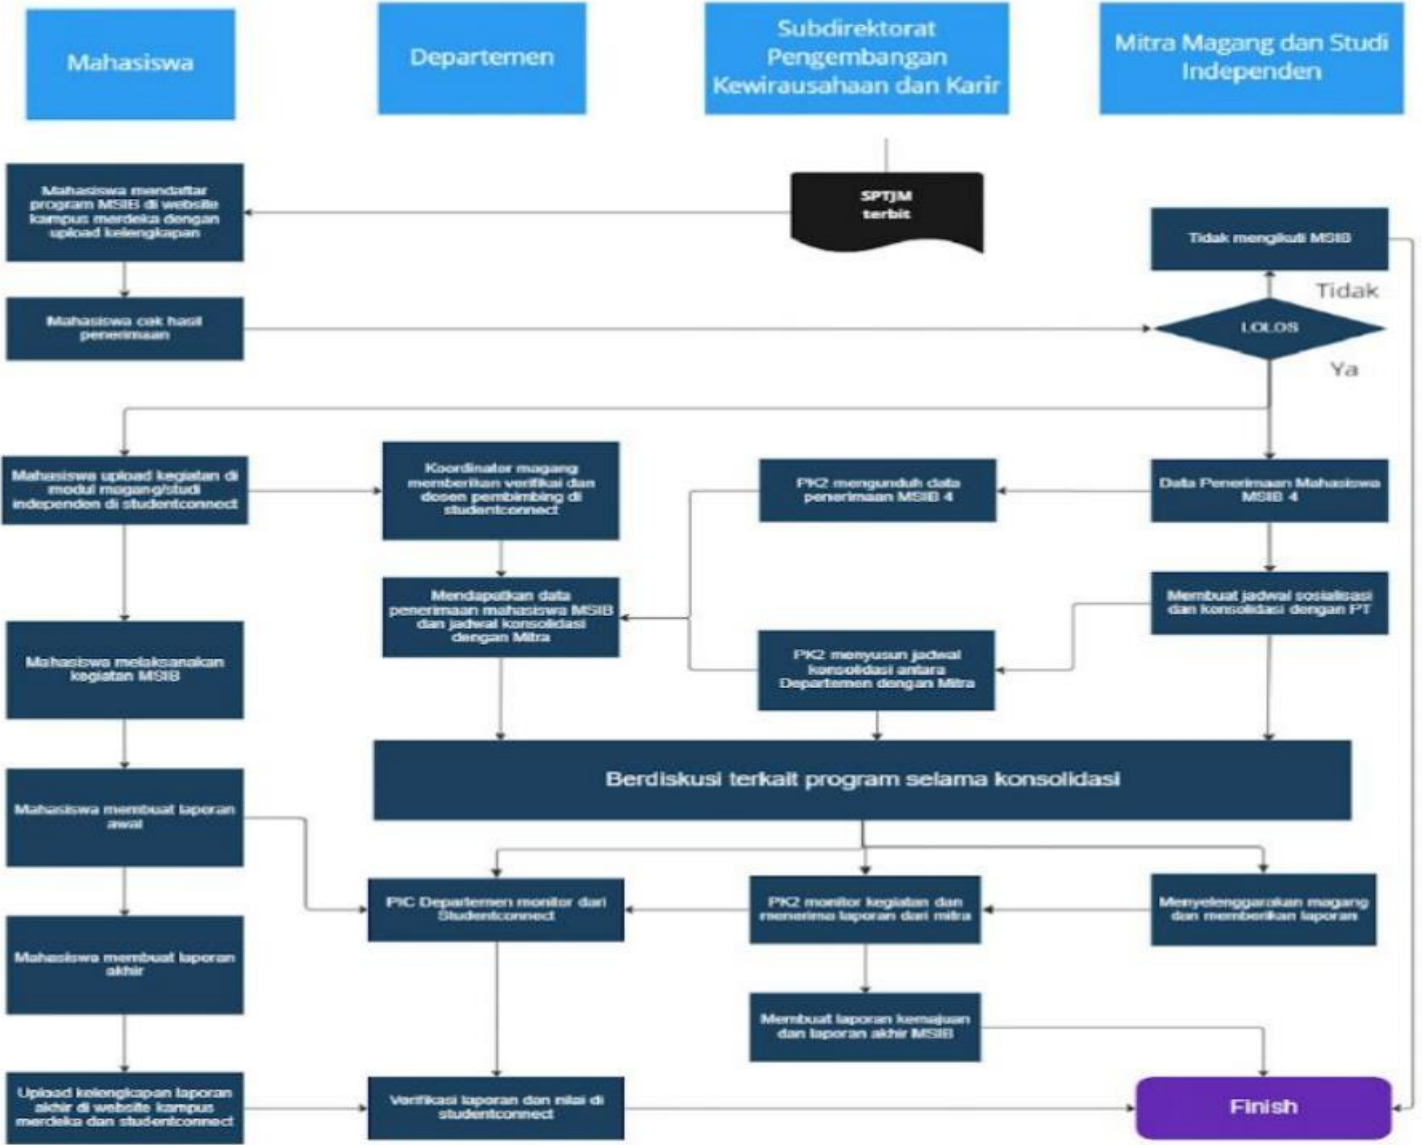 Mahasiswa
Departemen
Subdirektorat
Pengembangan
Kewirausahaan dan Karir
Mitra Magang dan Studi
Independen
SPTJM
terbit
Mahasiswa mendaftar
program MSIB di website
kampus merdeka dengan
upload kelengkapan
Tidak mengikuti MSIB
Tidak
Mahasiswa cek hasil
penerimaan
LOLOS
Ya
Mahasiswa upload kegiatan di
modul magang/studi
independen di studentconnect
Koordinator magang
memberikan verifikai dan
dosen pembimbing di
studentconnect
PK2 mengunduh data
penerimaan MSIB 4
Data Penerimaan Mahasiswa
MSIB 4
Mendapatkan data
penerimaan mahasiswa MSIB
dan jadwal konsolidasi
dengan Mitra
Membuat jadwal sosialisasi
dan konsolidasi dengan PT
Mahasiswa melaksanakan
kegiatan MSIB
PK2 menyusun jadwal
konsolidasi antara
Departemen dengan Mitra
Berdiskusi terkait program selama konsolidasi
Mahasiswa membuat laporan
awal
PIC Departemen monitor dari
Studentconnect
PK2 monitor kegiatan dan
menerima laporan dari mitra
Menyelenggarakan magang
dan memberikan laporan
Mahasiswa membuat laporan
akhir
Membuat laporan kemajuan
dan laporan akhir MSIB
Upload kelengkapan laporan
akhir di website kampus
merdeka dan studentconnect
Verifikasi laporan dan nilai di
studentconnect
Finish